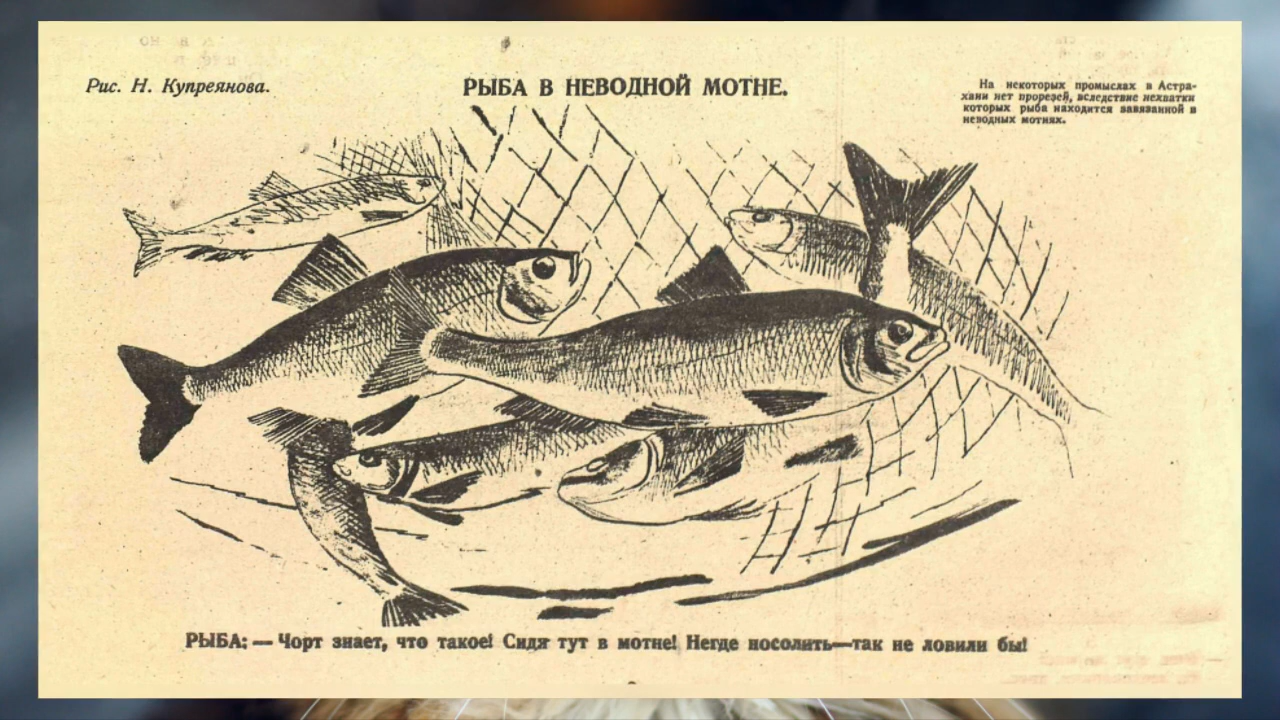 Рис. Н. Купреянова.
РЫБА В НЕВОДНОЙ МОТНЕ.
На некоторых промыслах в Астра-
хани нет прорезей, вследствие нехватки
которых рыба находится завязанной в
неводных мотнях.
РЫБА: — Чорт знает, что такое! Сидя тут в мотне! Негде посолить—так не ловили бы!